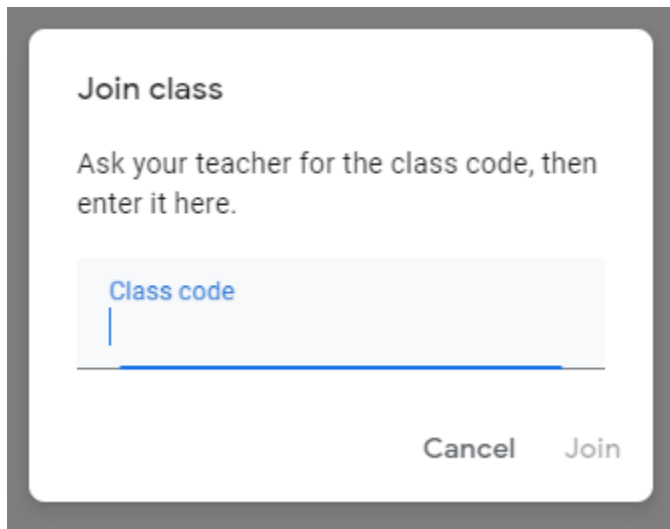 Join class
Ask your teacher for the class code, then
enter it here.
Class code
Cancel Join